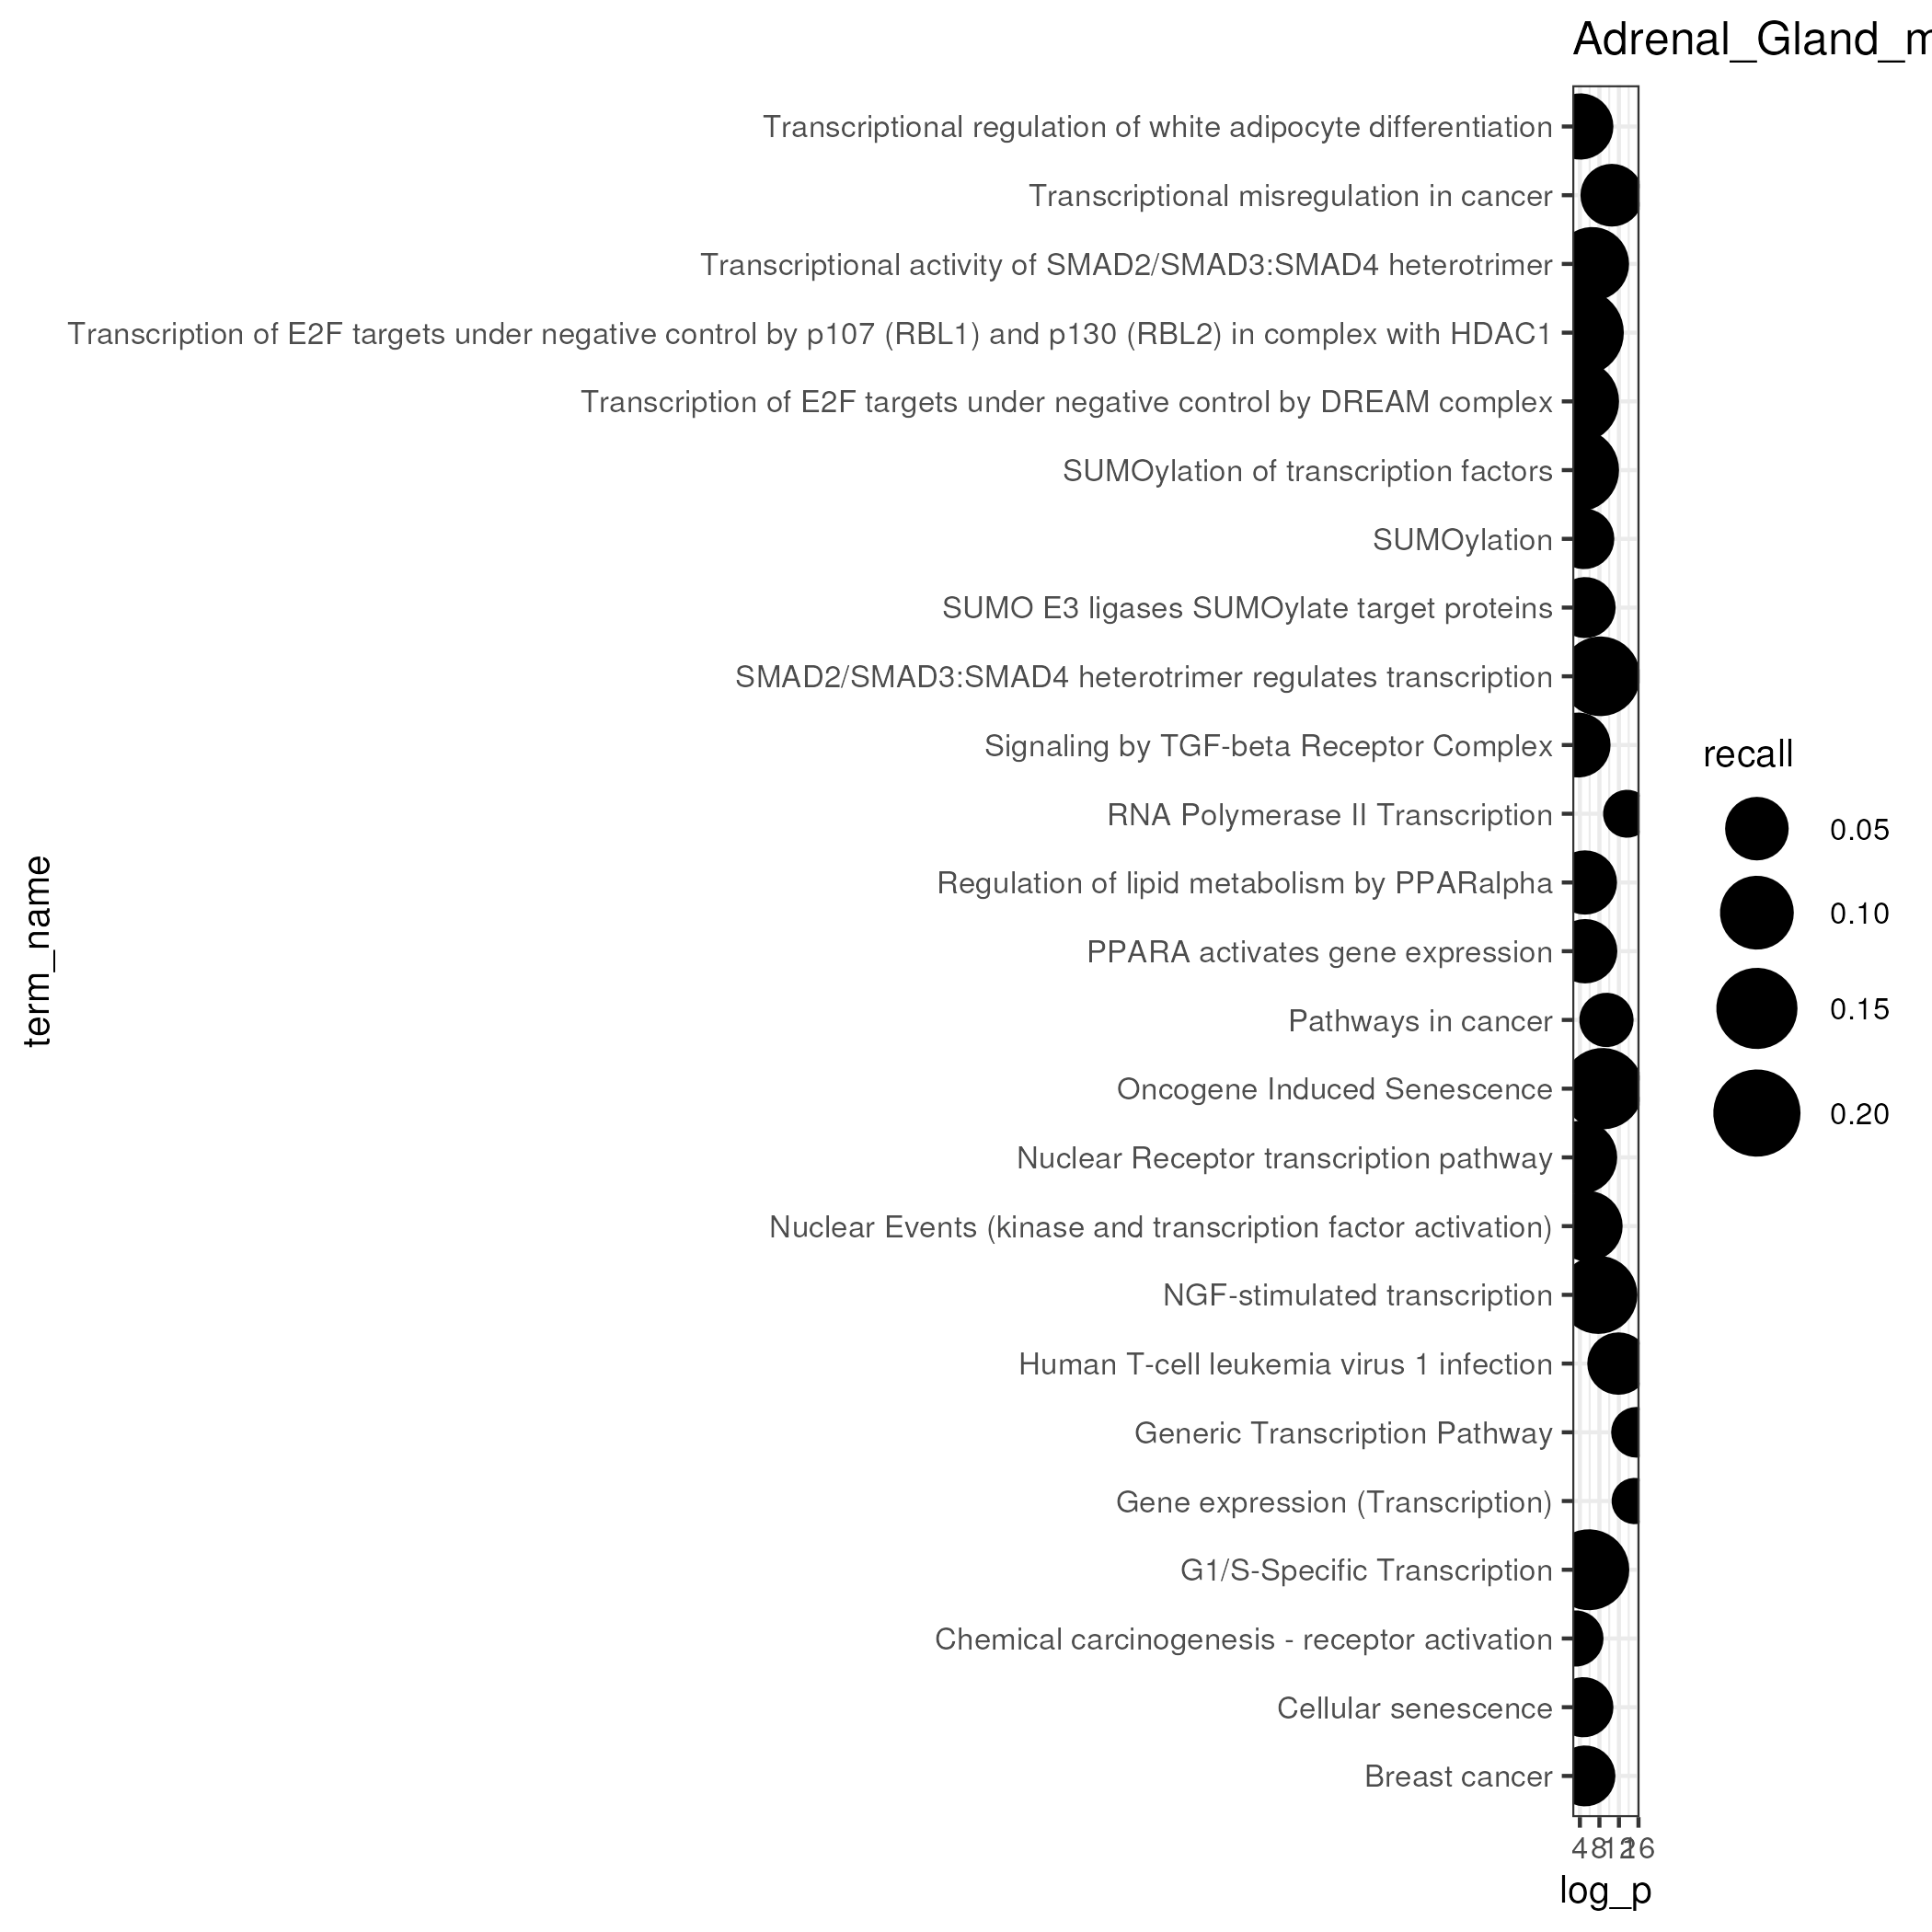 Adrenal_Gland_m
Transcriptional regulation of white adipocyte differentiation
Transcriptional misregulation in cancer
Transcriptional activity of SMAD2/SMAD3:SMAD4 heterotrimer
Transcription of E2F targets under negative control by p107 (RBL1) and p130 (RBL2) in complex with HDAC1
Transcription of E2F targets under negative control by DREAM complex
SUMOylation of transcription factors
SUMOylation
SUMO E3 ligases SUMOylate target proteins
SMAD2/SMAD3:SMAD4 heterotrimer regulates transcription
Signaling by TGF-beta Receptor Complex
RNA Polymerase II Transcription
Regulation of lipid metabolism by PPARalpha
PPARA activates gene expression
Pathways in cancer
Oncogene Induced Senescence
Nuclear Receptor transcription pathway
Nuclear Events (kinase and transcription factor activation)
NGF-stimulated transcription
Human T-cell leukemia virus 1 infection
Generic Transcription Pathway
Gene expression (Transcription)
G1/S-Specific Transcription
Chemical carcinogenesis - receptor activation
Cellular senescence
Breast cancer
term_name
4 8 12 16
log_p
recall
0.05
0.10
0.15
0.20